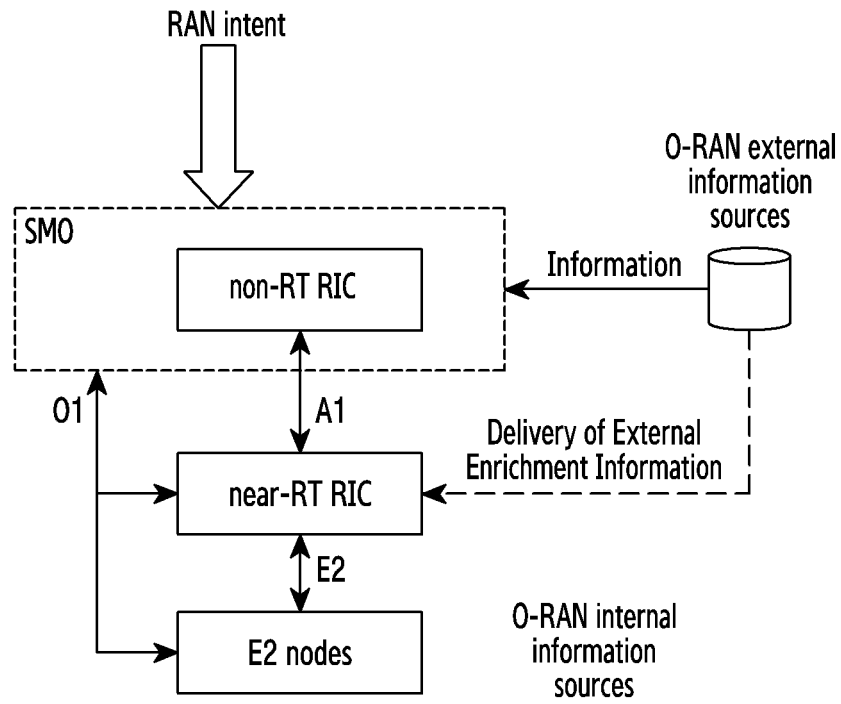 RAN intent
O-RAN external
information
sources
SMO
non-RT RIC
Information
O1
A1
Delivery of External
Enrichment Information
near-RT RIC
E2
E2 nodes
O-RAN internal
information
sources